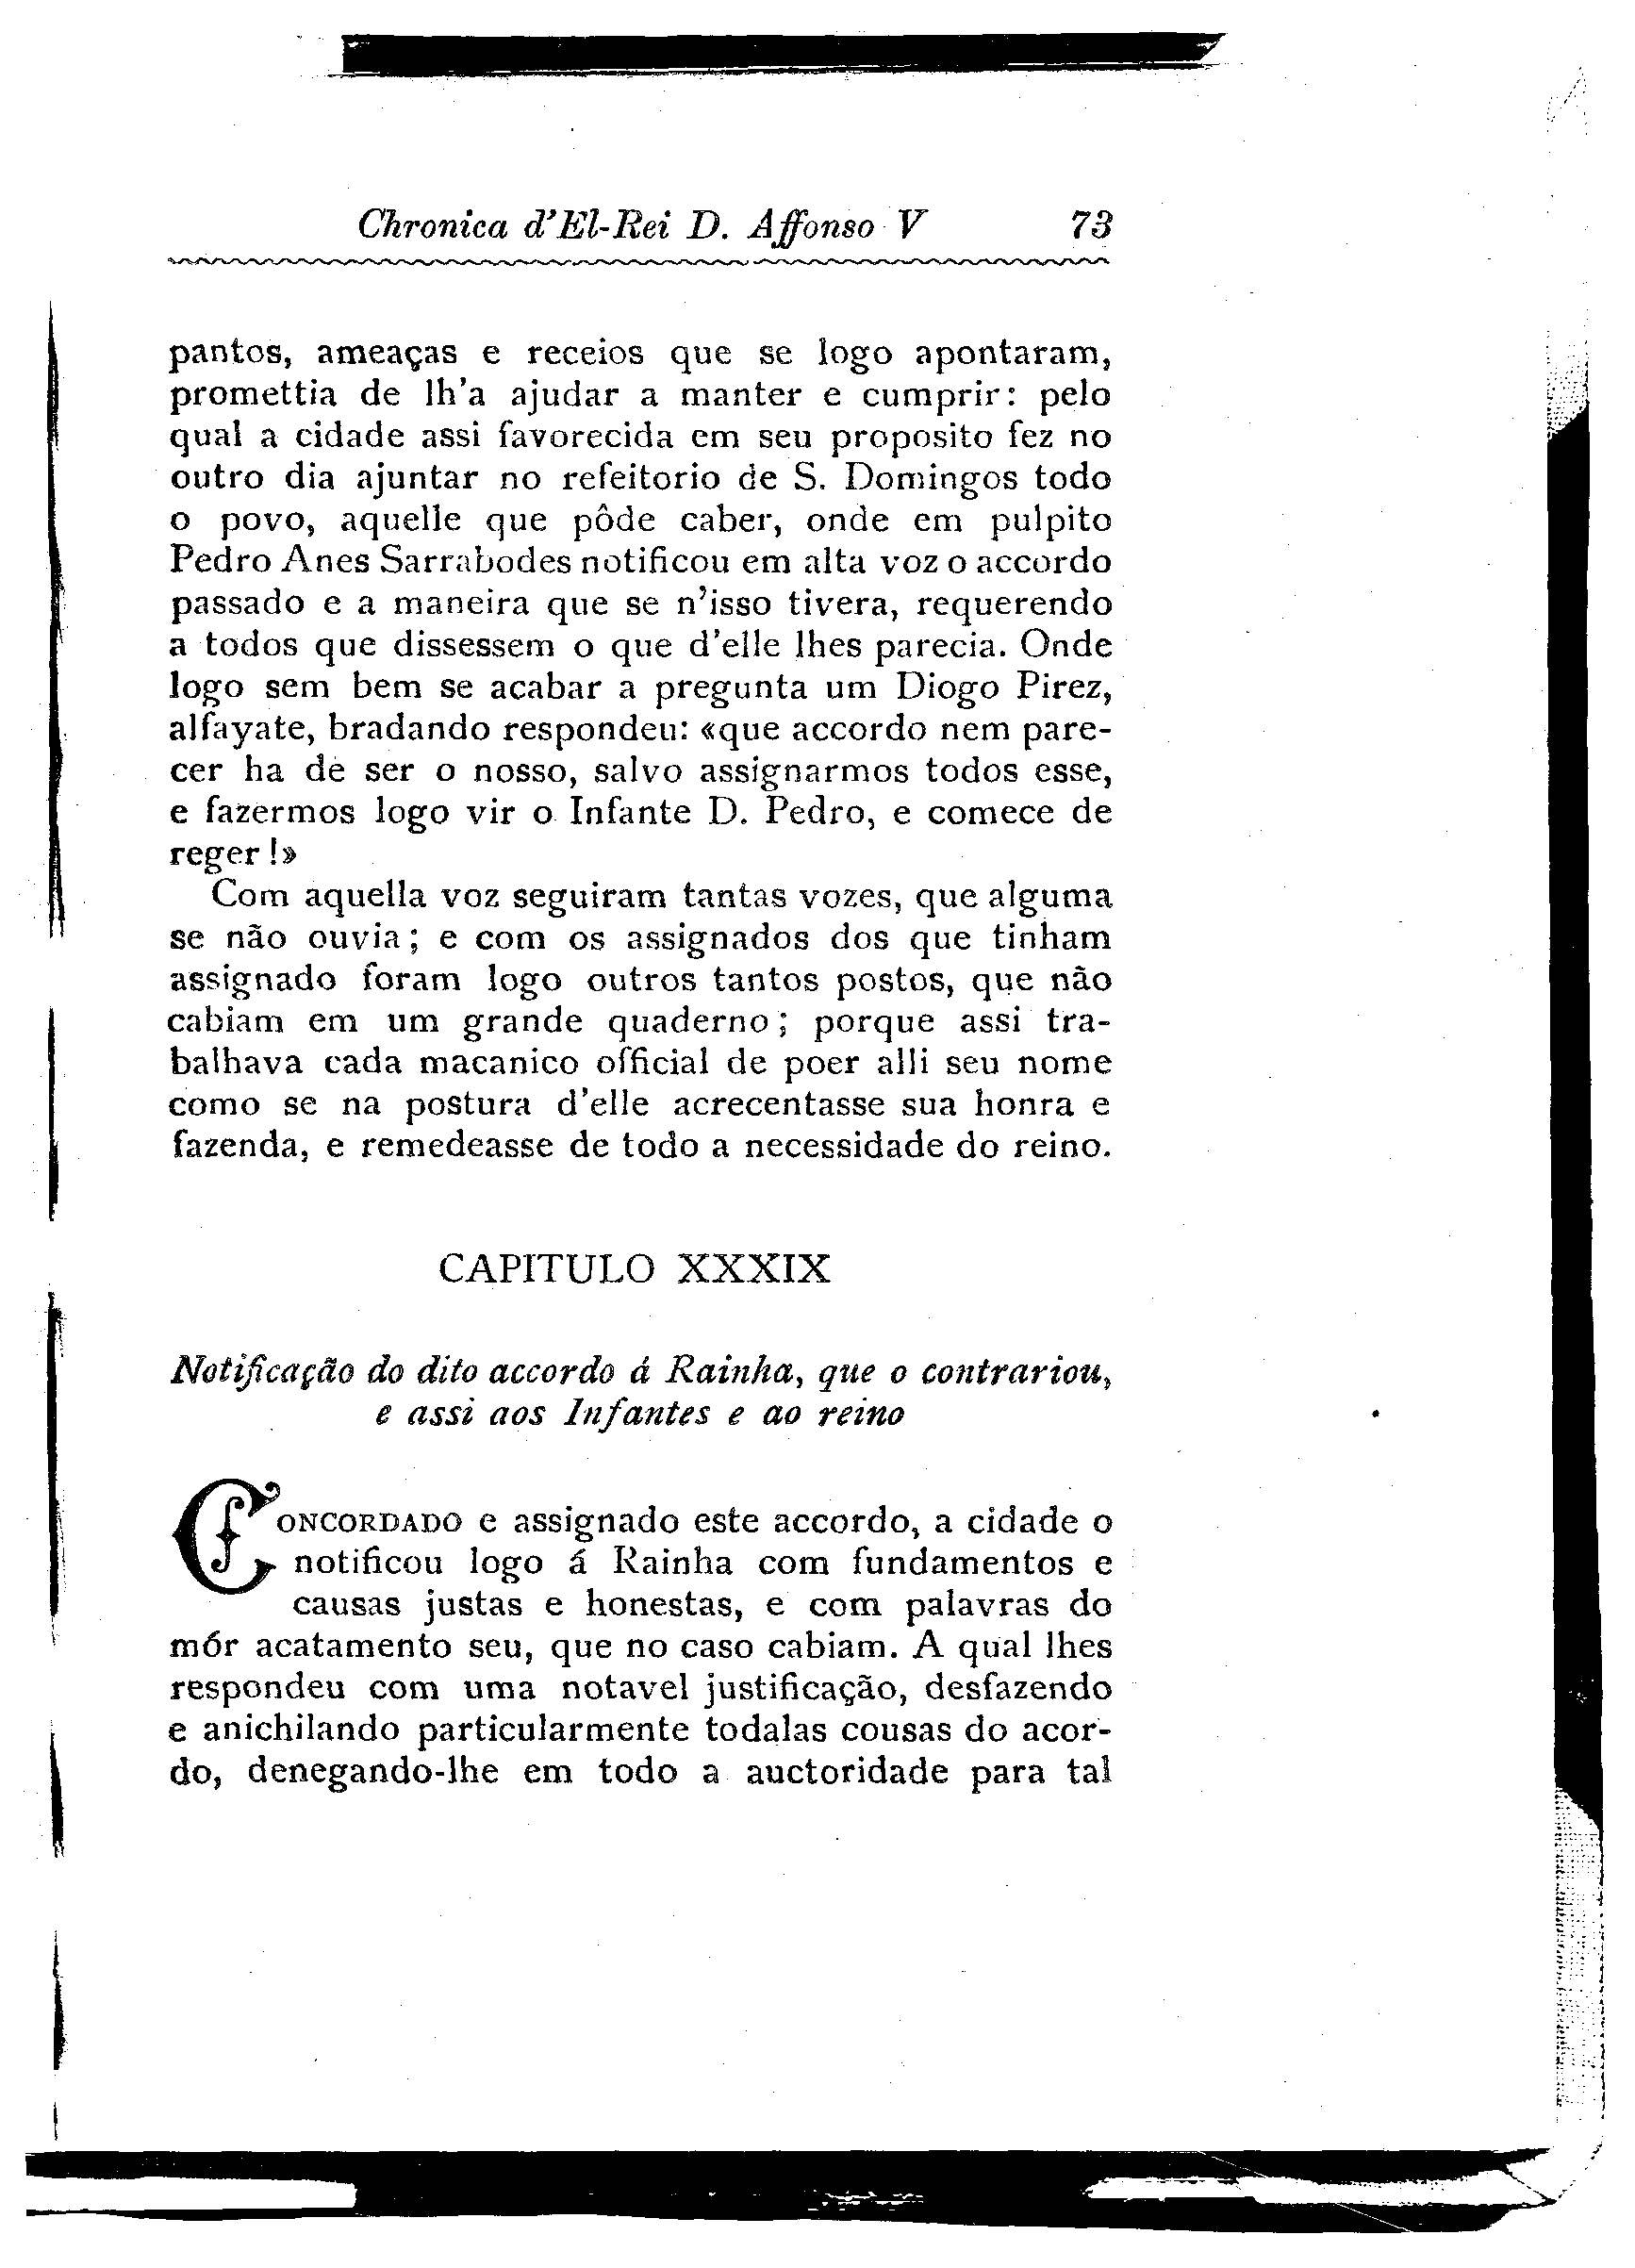 Chronica d'El-Rei D. Affonso V 73
pantos, ameaças e receios que se logo apontaram,
promettia de lh'a ajudar a manter e cumprir: pelo
qual a cidade assi favorecida em seu proposito fez no
outro dia ajuntar no refeitorio de S. Domingos todo
o povo, aquelle que pôde caber, onde em pulpito
Pedro Anes Sarrabodes notificou em alta voz o accordo
passado e a maneira que se n'isso tivera, requerendo
a todos que dissessem o que d'elle lhes parecia. Onde
logo sem bem se acabar a pregunta um Diogo Pirez,
alfayate, bradando respondeu: «que accordo nem pare-
cer ha de ser o nosso, salvo assignarmos todos esse,
e fazermos logo vir o Infante D. Pedro, e comece de
reger!»
Com aquella voz seguiram tantas vozes, que alguma
se não ouvia; e com os assignados dos que tinham
assignado foram logo outros tantos postos, que não
cabiam em um grande quaderno; porque assi tra-
balhava cada macanico official de poer alli seu nome
como se na postura d'elle acrecentasse sua honra e
fazenda, e remedeasse de todo a necessidade do reino.
CAPITULO XXXIX
Notificação do dito accordo á Rainha, que o contrariou,
e assi aos Infantes e ao reino
CONCORDADO e assignado este accordo, a cidade o
notificou logo á Rainha com fundamentos e
causas justas e honestas, e com palavras do
mór acatamento seu, que no caso cabiam. A qual lhes
respondeu com uma notavel justificação, desfazendo
e anichilando particularmente todalas cousas do acor-
do, denegando-lhe em todo a auctoridade para tal